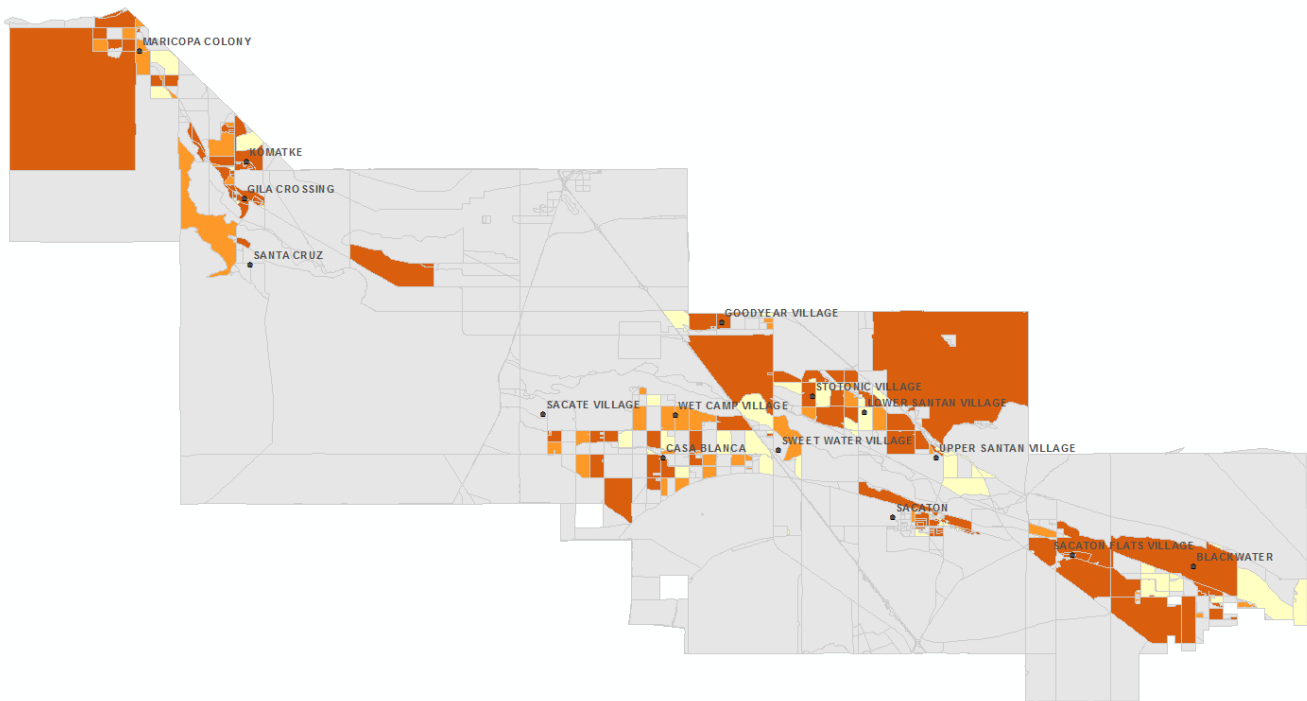 MARICOPA COLONY
KOMATKE
GILA CROSSING
SANTA CRUZ
GOODYEAR VILLAGE
STOTONIC VILLAGE
SACATE VILLAGE
WET CAMP VILLAGE
LOWER SANTAN VILLAGE
SWEET WATER VILLAGE
CASA BLANCA
UPPER SANTAN VILLAGE
SACATON
SACATON FLATS VILLAGE
BLACKWATER